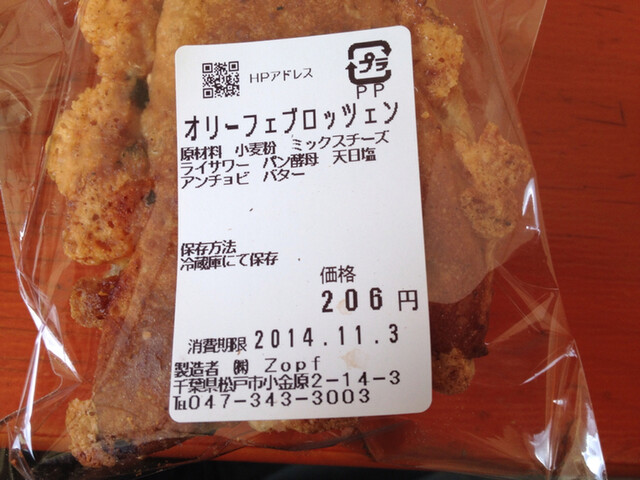 HPアドレス
プラ
PP
オリーフェブロッツェン
原材料 小麦粉 ミックスチーズ
ライサワー パン酵母 天日塩
アンチョビ バター
保存方法
冷蔵庫にて保存
価格
206円
消費期限 2014.11.3
製造者 ㈱ Zopf
千葉県松戸市小金原2-14-3
℡047-343-3003